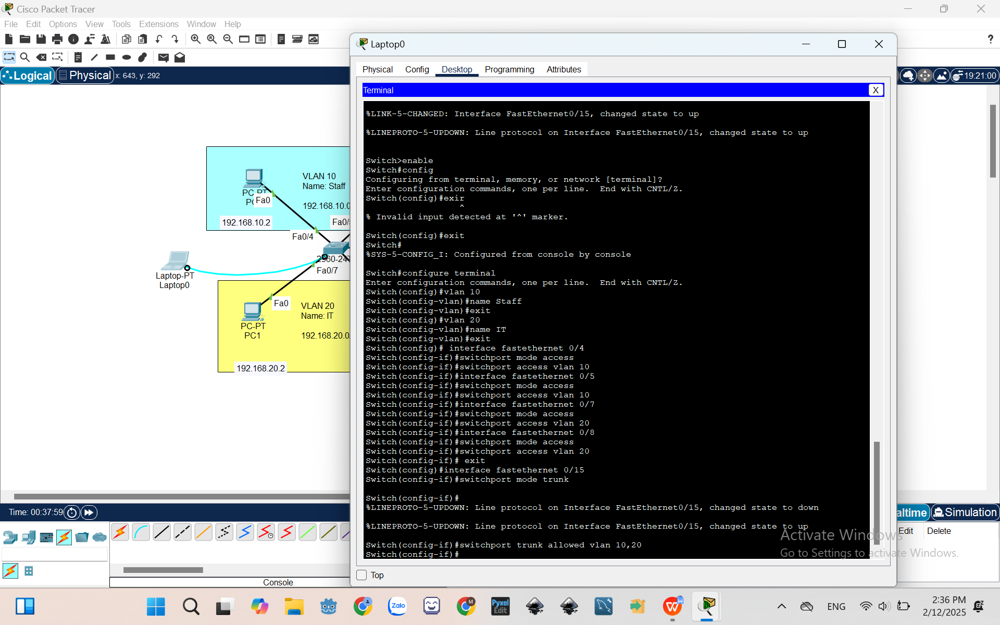 Cisco Packet Tracer
File Edit Options View Tools Extensions Window Help
Logical Physical x: 643, y: 292
19:21:00
VLAN 10
Name: Staff
192.168.10.0
PC-PT
Fa0
192.168.10.2
Fa0/
Fa0/4
2960-24T
Fa0/7
Laptop-PT
Laptop0
Fa0
VLAN 20
Name: IT
192.168.20.0
PC-PT
PC1
192.168.20.2
Laptop0
Physical Config Desktop Programming Attributes
Terminal X
%LINK-5-CHANGED: Interface FastEthernet0/15, changed state to up
%LINEPROTO-5-UPDOWN: Line protocol on Interface FastEthernet0/15, changed state to up
Switch>enable
Switch#config
Configuring from terminal, memory, or network [terminal]?
Enter configuration commands, one per line. End with CNTL/Z.
Switch(config)#exir
^
% Invalid input detected at '^' marker.
Switch(config)#exit
Switch#
%SYS-5-CONFIG_I: Configured from console by console
Switch#configure terminal
Enter configuration commands, one per line. End with CNTL/Z.
Switch(config)#vlan 10
Switch(config-vlan)#name Staff
Switch(config-vlan)#exit
Switch(config)#vlan 20
Switch(config-vlan)#name IT
Switch(config-vlan)#exit
Switch(config)# interface fastethernet 0/4
Switch(config-if)#switchport mode access
Switch(config-if)#switchport access vlan 10
Switch(config-if)#interface fastethernet 0/5
Switch(config-if)#switchport mode access
Switch(config-if)#switchport access vlan 10
Switch(config-if)#interface fastethernet 0/7
Switch(config-if)#switchport mode access
Switch(config-if)#switchport access vlan 20
Switch(config-if)#interface fastethernet 0/8
Switch(config-if)#switchport mode access
Switch(config-if)#switchport access vlan 20
Switch(config-if)# exit
Switch(config)#interface fastethernet 0/15
Switch(config-if)#switchport mode trunk
Switch(config-if)#
%LINEPROTO-5-UPDOWN: Line protocol on Interface FastEthernet0/15, changed state to down
%LINEPROTO-5-UPDOWN: Line protocol on Interface FastEthernet0/15, changed state to up
Switch(config-if)#switchport trunk allowed vlan 10,20
Switch(config-if)#
Top
Time: 00:37:59
altime Simulation
Edit Delete
Activate Windows
Go to Settings to activate Windows.
Console
Zalo
M
Pyxel
Edit
ENG
2:36 PM
2/12/2025